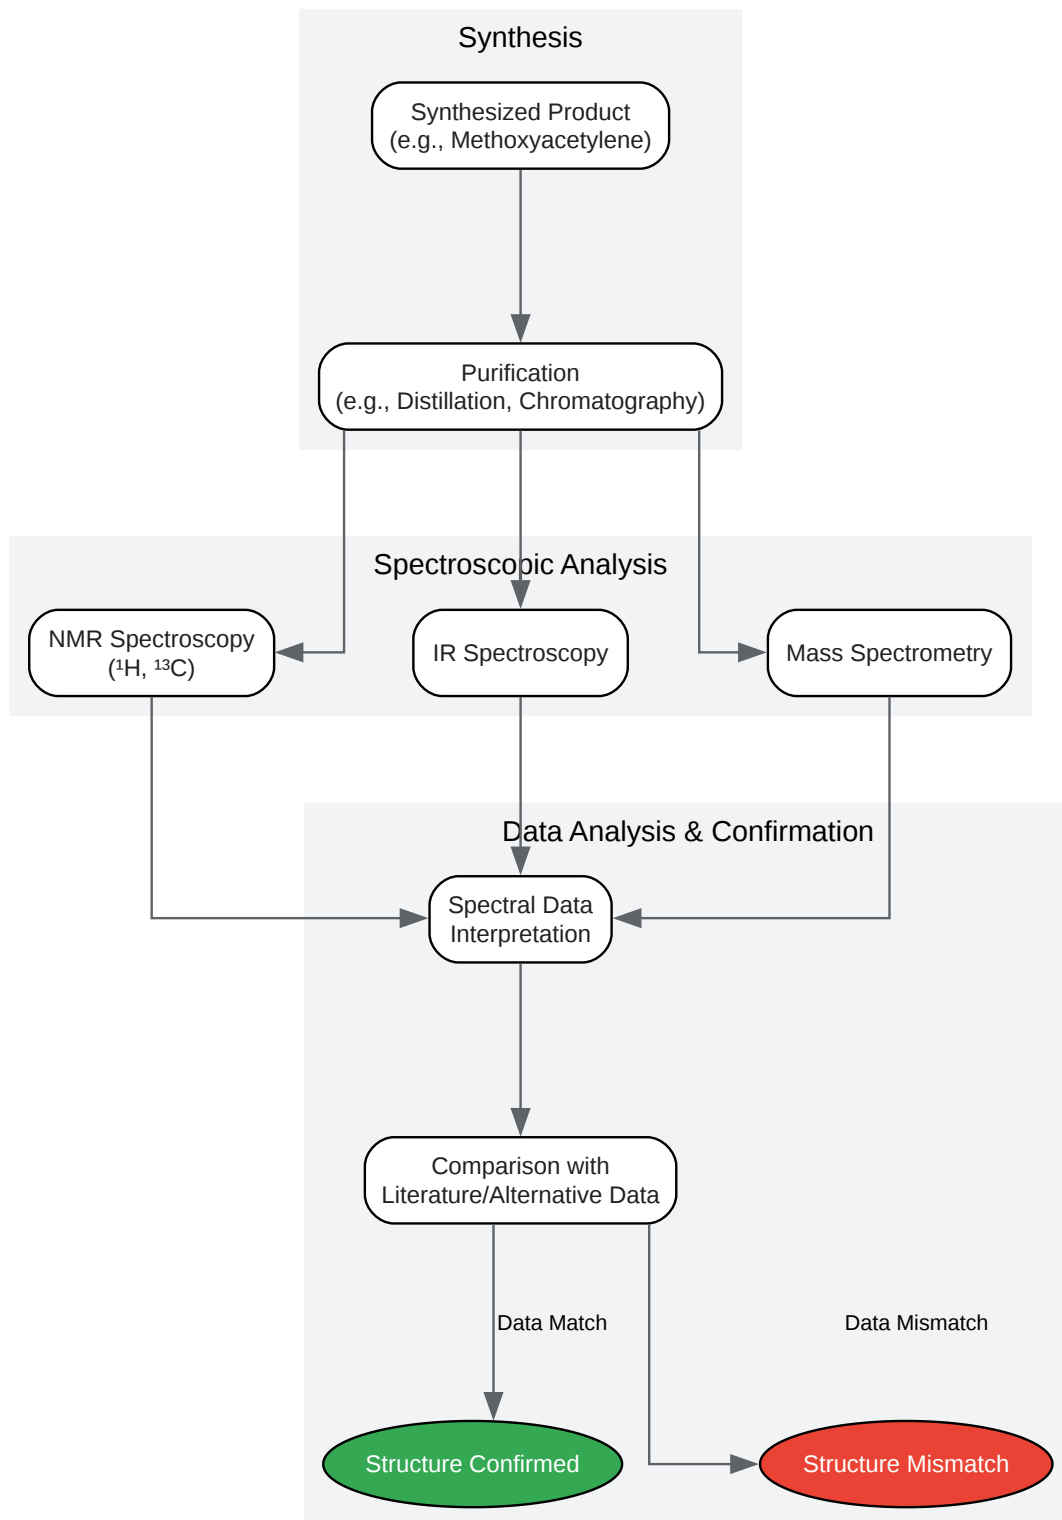 Synthesis
Synthesized Product
(e.g., Methoxyacetylene)
Purification
(e.g., Distillation, Chromatography)
Spectroscopic Analysis
NMR Spectroscopy
(¹H, ¹³C)
IR Spectroscopy
Mass Spectrometry
Data Analysis & Confirmation
Spectral Data
Interpretation
Comparison with
Literature/Alternative Data
Data Match
Data Mismatch
Structure Confirmed
Structure Mismatch